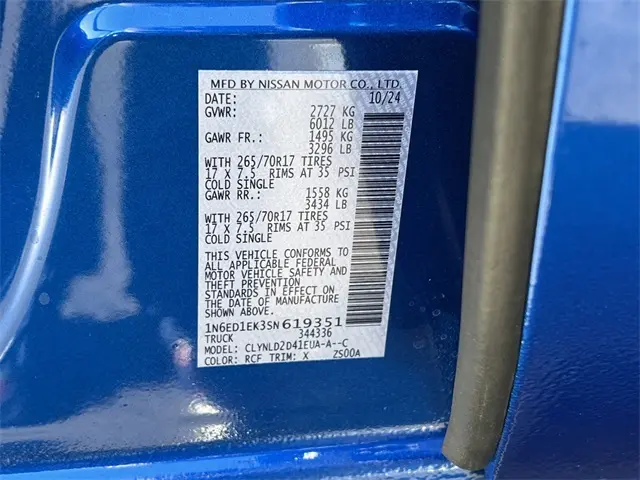 MFD BY NISSAN MOTOR CO., LTD.
DATE: 10/24
GVWR: 2727 KG
6012 LB
GAWR FR.: 1495 KG
3296 LB
WITH 265/70R17 TIRES
17 X 7.5 RIMS AT 35 PSI
COLD SINGLE
GAWR RR.: 1558 KG
3434 LB
WITH 265/70R17 TIRES
17 X 7.5 RIMS AT 35 PSI
COLD SINGLE
THIS VEHICLE CONFORMS TO
ALL APPLICABLE FEDERAL
MOTOR VEHICLE SAFETY AND
THEFT PREVENTION
STANDARDS IN EFFECT ON
THE DATE OF MANUFACTURE
SHOWN ABOVE.
1N6ED1EK3SN619351
TRUCK 344336
MODEL: CLYNLD2D41EUA-A--C
COLOR: RCF TRIM: X ZS00A